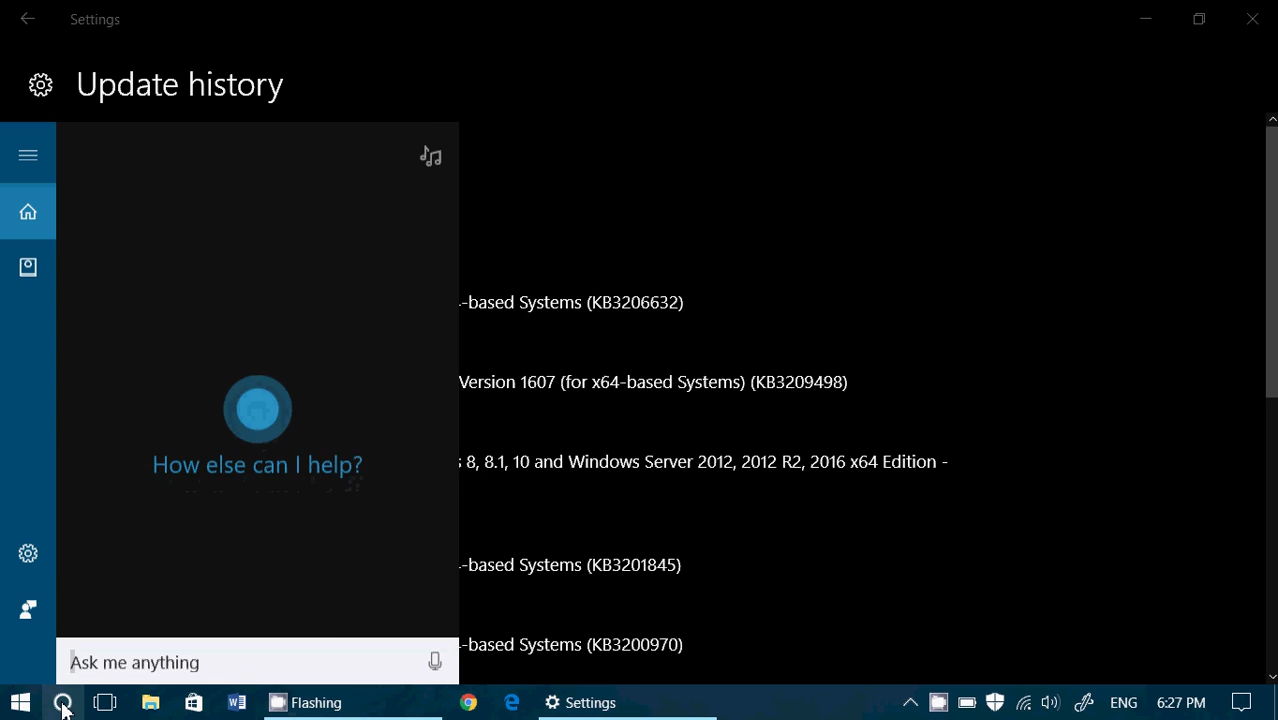 Settings
Update history
-based Systems (KB3206632)
Version 1607 (for x64-based Systems) (KB3209498)
8, 8.1, 10 and Windows Server 2012, 2012 R2, 2016 x64 Edition -
How else can I help?
-based Systems (KB3201845)
-based Systems (KB3200970)
Ask me anything
Flashing
Settings
ENG
6:27 PM